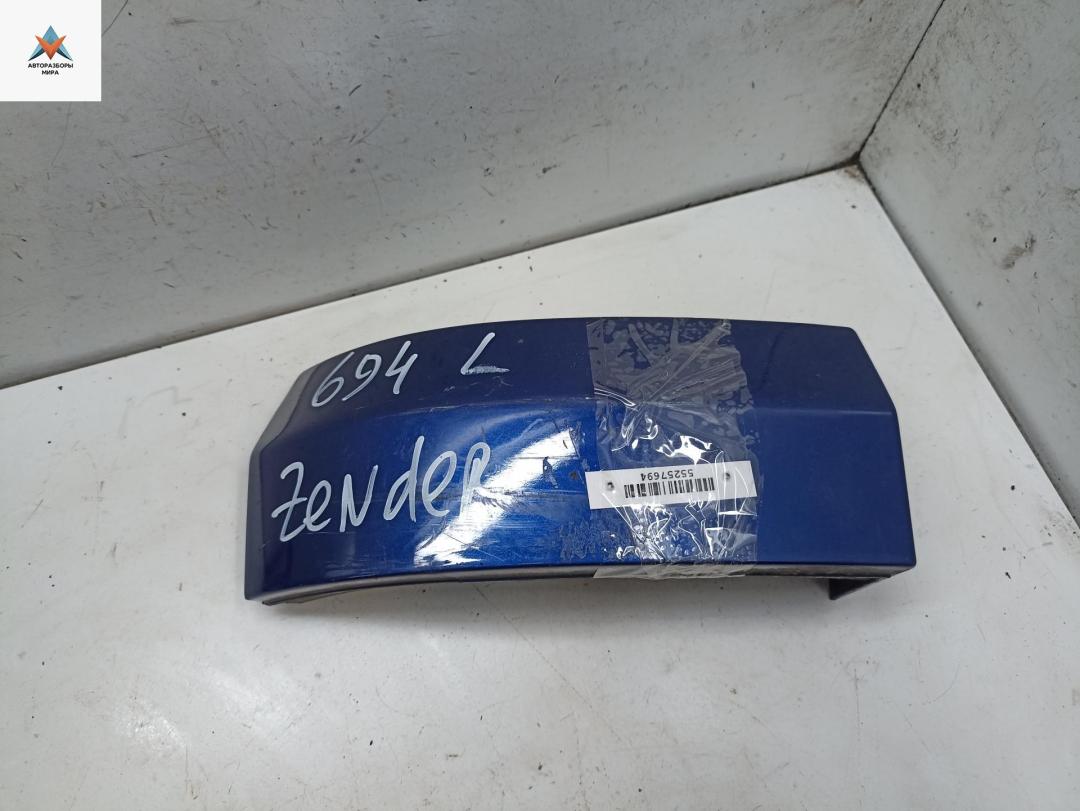 АВТОРАЗБОРЫ
МИРА
694 L
ZeNdeR
55257694